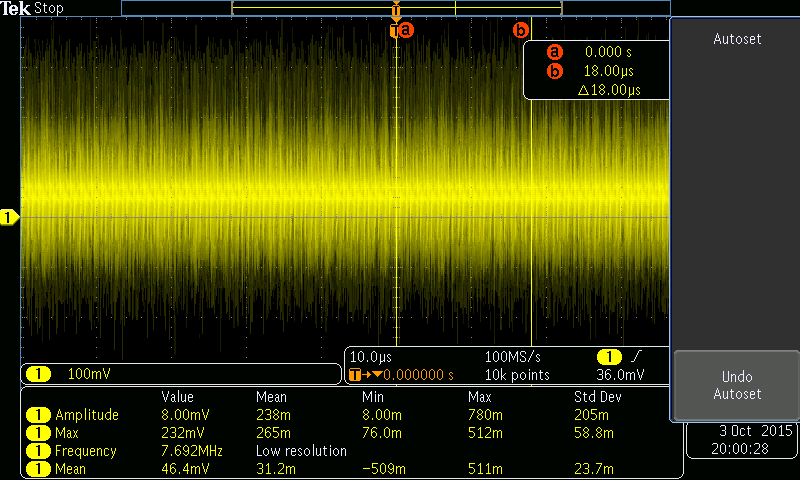 Tek Stop
T
T a b
Autoset
a 0.000 s
b 18.00µs
△18.00µs
1
10.0µs 100MS/s 1
T 0.000000 s 10k points 36.0mV
1 100mV
Undo
Autoset
Value Mean Min Max Std Dev
1 Amplitude 8.00mV 238m 8.00m 780m 205m
1 Max 232mV 265m 76.0m 512m 58.8m
1 Frequency 7.692MHz Low resolution
1 Mean 46.4mV 31.2m −509m 511m 23.7m
3 Oct 2015
20:00:28